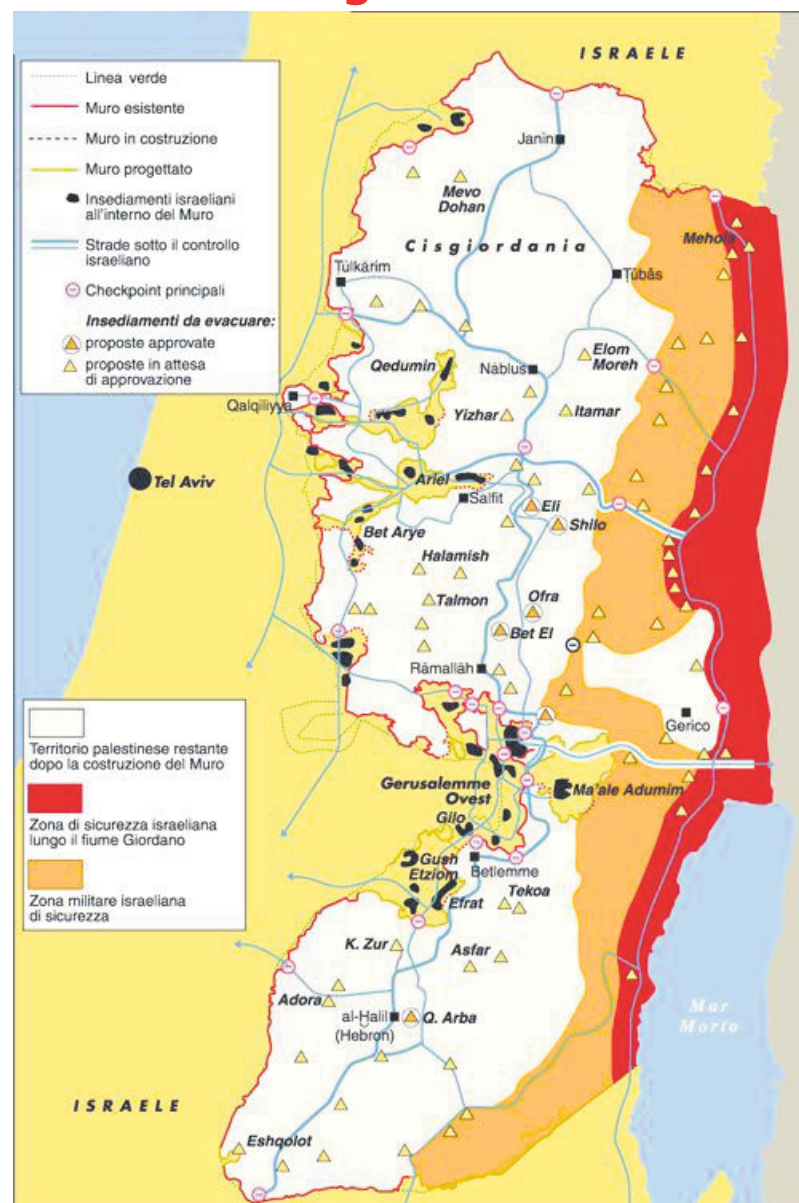 ISRAELE
Linea verde
Muro esistente
Muro in costruzione
Muro progettato
Insediamenti israeliani
all'interno del Muro
Strade sotto il controllo
israeliano
Checkpoint principali
Insediamenti da evacuare:
proposte approvate
proposte in attesa
di approvazione
Janin
Mevo
Dohan
Cisgiordania
Mehola
Ṭūlkarim
Ṭūbās
Qedumin
Nāblus
Elom
Moreh
Qalqiliyya
Yizhar
Itamar
Tel Aviv
Ariel
Salfit
Eli
Shilo
Bet Arye
Halamish
Talmon
Ofra
Bet El
Rāmallāh
Gerico
Territorio palestinese restante
dopo la costruzione del Muro
Zona di sicurezza israeliana
lungo il fiume Giordano
Zona militare israeliana
di sicurezza
Gerusalemme
Ovest
Ma'ale Adumim
Gilo
Gush
Etziom
Betlemme
Efrat
Tekoa
K. Zur
Asfar
Adora
al-Ḫalil
(Hebron)
Q. Arba
Mar
Morto
ISRAELE
Eshqolot